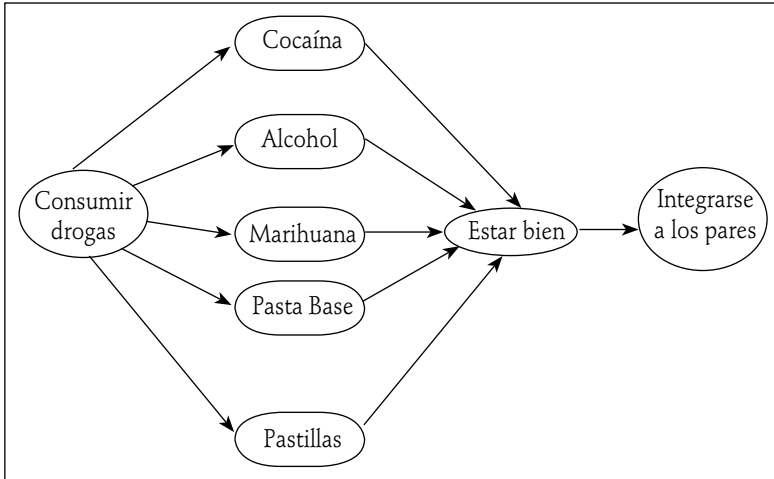 Cocaína
Alcohol
Consumir
drogas
Marihuana
Pasta Base
Pastillas
Estar bien
Integrarse
a los pares